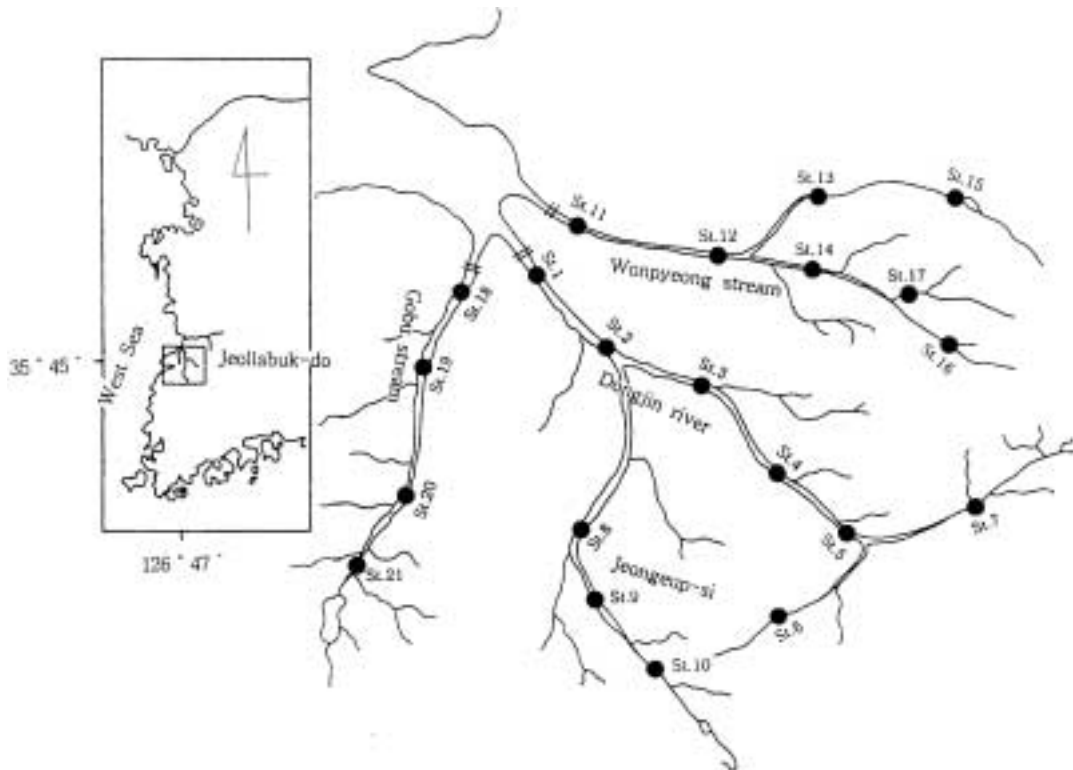 35° 45'
126° 47'
West Sea
Jeollabuk-do
St.11
St.12
St.13
St.14
St.15
St.16
St.17
Wonpyeong stream
St.1
St.2
St.3
St.4
St.5
St.6
St.7
St.8
St.9
St.10
Dongjin river
Jeongeup-si
St.18
St.19
St.20
St.21
Gobu stream